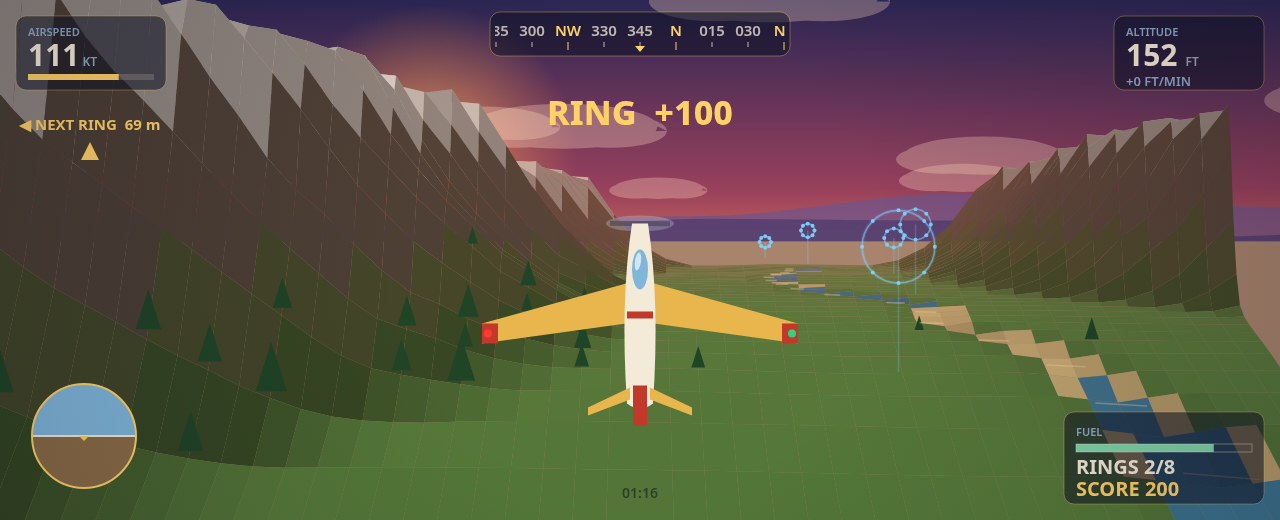 AIRSPEED
111 KT
35 300 NW 330 345 N 015 030 N
ALTITUDE
152 FT
+0 FT/MIN
◀ NEXT RING 69 m
RING +100
FUEL
RINGS 2/8
SCORE 200
01:16